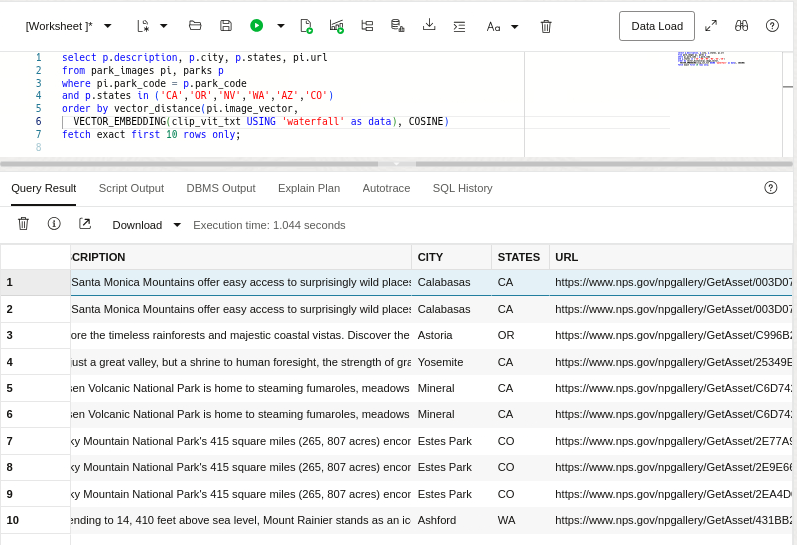 [Worksheet ]*
Aa
Data Load
1 select p.description, p.city, p.states, pi.url
2 from park_images pi, parks p
3 where pi.park_code = p.park_code
4 and p.states in ('CA','OR','NV','WA','AZ','CO')
5 order by vector_distance(pi.image_vector,
6 VECTOR_EMBEDDING(clip_vit_txt USING 'waterfall' as data), COSINE)
7 fetch exact first 10 rows only;
8
Query Result Script Output DBMS Output Explain Plan Autotrace SQL History
Download Execution time: 1.044 seconds
CRIPTION CITY STATES URL
1 Santa Monica Mountains offer easy access to surprisingly wild places Calabasas CA https://www.nps.gov/npgallery/GetAsset/003D07
2 Santa Monica Mountains offer easy access to surprisingly wild places Calabasas CA https://www.nps.gov/npgallery/GetAsset/003D07
3 ore the timeless rainforests and majestic coastal vistas. Discover the Astoria OR https://www.nps.gov/npgallery/GetAsset/C996B2
4 ust a great valley, but a shrine to human foresight, the strength of gra Yosemite CA https://www.nps.gov/npgallery/GetAsset/25349E
5 sen Volcanic National Park is home to steaming fumaroles, meadows Mineral CA https://www.nps.gov/npgallery/GetAsset/C6D742
6 sen Volcanic National Park is home to steaming fumaroles, meadows Mineral CA https://www.nps.gov/npgallery/GetAsset/C6D742
7 ky Mountain National Park's 415 square miles (265, 807 acres) encor Estes Park CO https://www.nps.gov/npgallery/GetAsset/2E77A9
8 ky Mountain National Park's 415 square miles (265, 807 acres) encor Estes Park CO https://www.nps.gov/npgallery/GetAsset/2E9E66
9 ky Mountain National Park's 415 square miles (265, 807 acres) encor Estes Park CO https://www.nps.gov/npgallery/GetAsset/2EA4D
10 ending to 14, 410 feet above sea level, Mount Rainier stands as an ic Ashford WA https://www.nps.gov/npgallery/GetAsset/431BB2